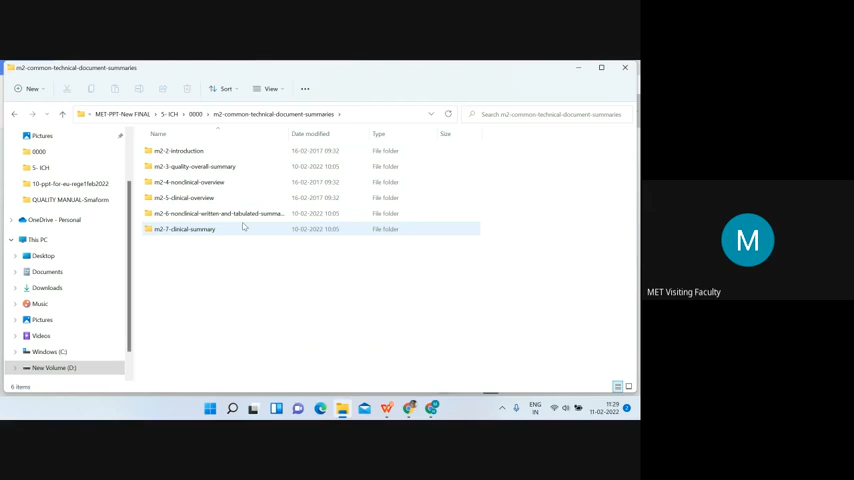 m2-common-technical-document-summaries
New
Sort
View
MET-PPT-New FINAL > 5- ICH > 0000 > m2-common-technical-document-summaries >
Search m2-common-technical-document-summaries
Name Date modified Type Size
Pictures
0000
5- ICH
10-ppt-for-eu-rege1feb2022
QUALITY MANUAL-Smaform
OneDrive - Personal
This PC
Desktop
Documents
Downloads
Music
Pictures
Videos
Windows (C:)
New Volume (D:)
m2-2-introduction 16-02-2017 09:32 File folder
m2-3-quality-overall-summary 10-02-2022 10:05 File folder
m2-4-nonclinical-overview 16-02-2017 09:32 File folder
m2-5-clinical-overview 16-02-2017 09:32 File folder
m2-6-nonclinical-written-and-tabulated-summa... 10-02-2022 10:05 File folder
m2-7-clinical-summary 10-02-2022 10:05 File folder
6 items
ENG
IN
11:29
11-02-2022
2
M
MET Visiting Faculty